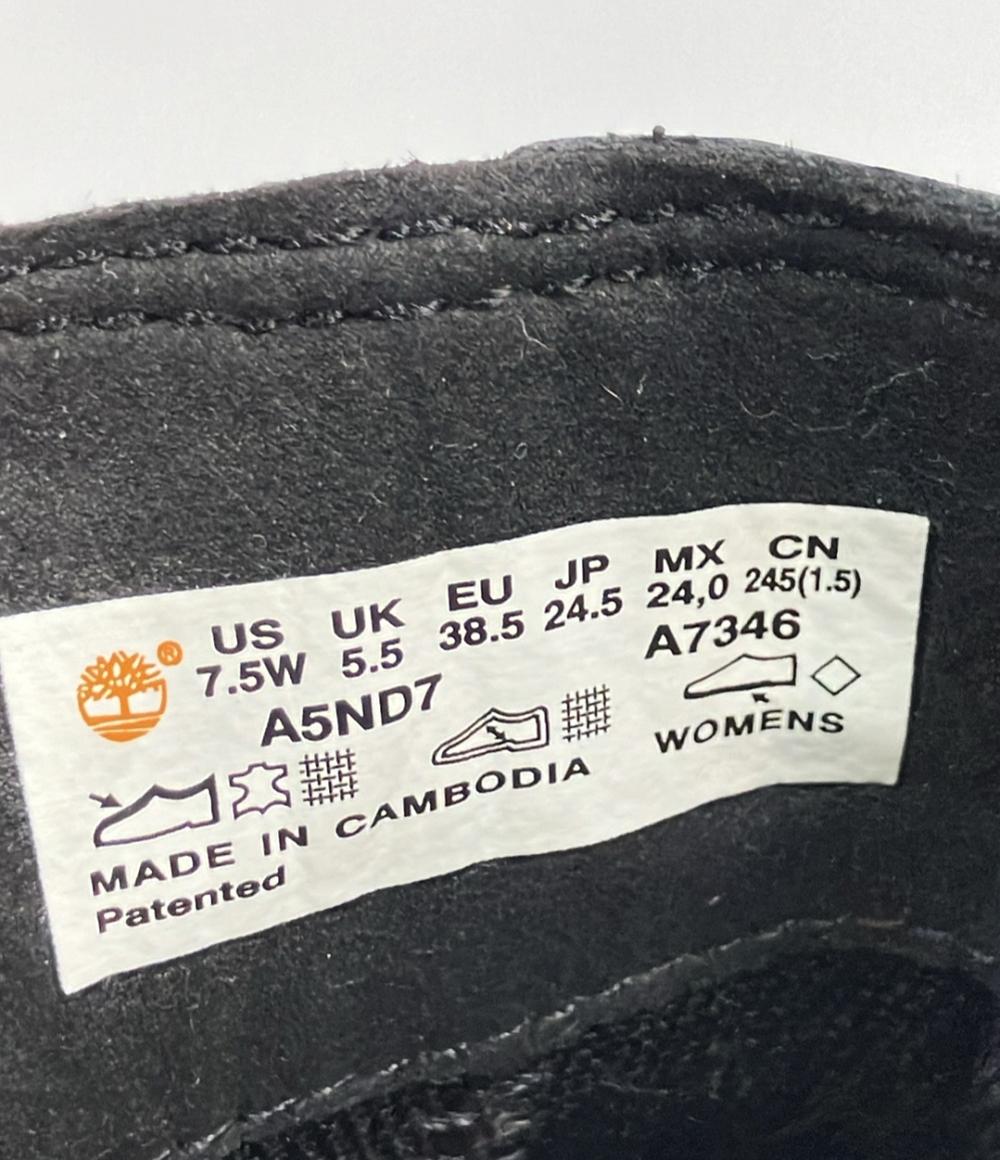 US UK EU JP MX CN
7.5W 5.5 38.5 24.5 24,0 245(1.5)
A5ND7 A7346
WOMENS
MADE IN CAMBODIA
Patented
®